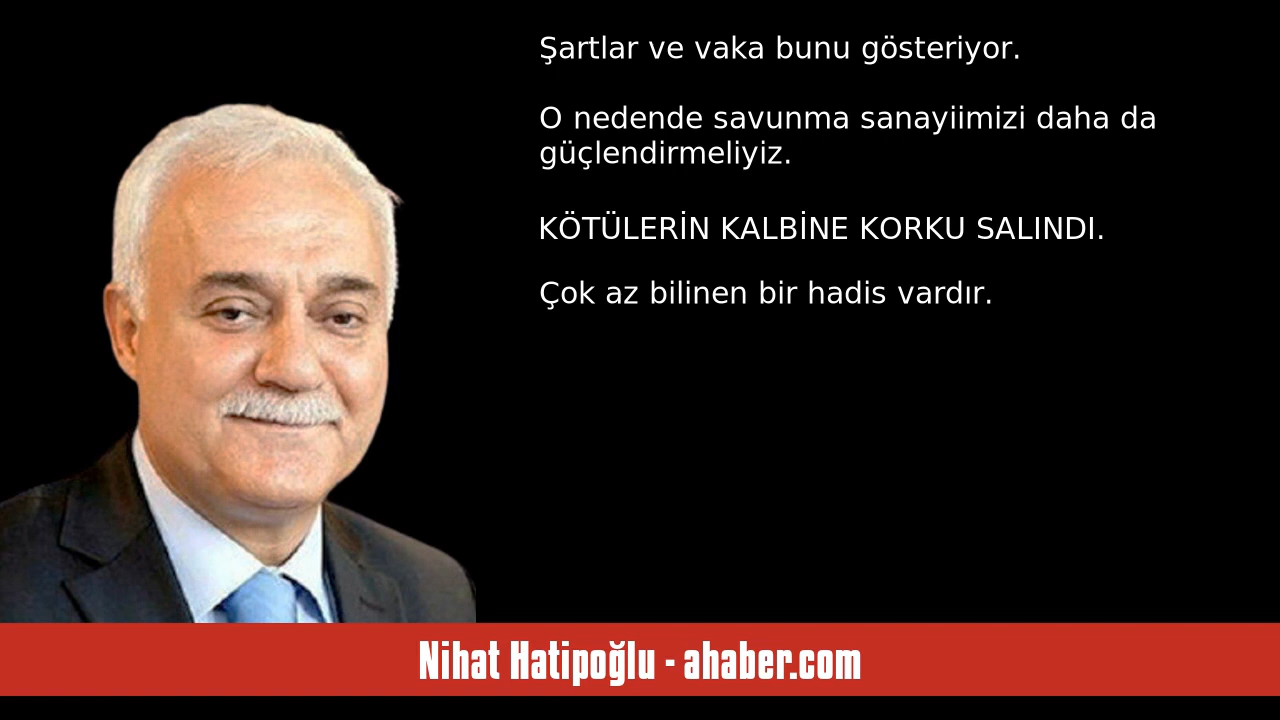 Şartlar ve vaka bunu gösteriyor.
O nedende savunma sanayiimizi daha da
güçlendirmeliyiz.
KÖTÜLERİN KALBİNE KORKU SALINDI.
Çok az bilinen bir hadis vardır.
Nihat Hatipoğlu - ahaber.com